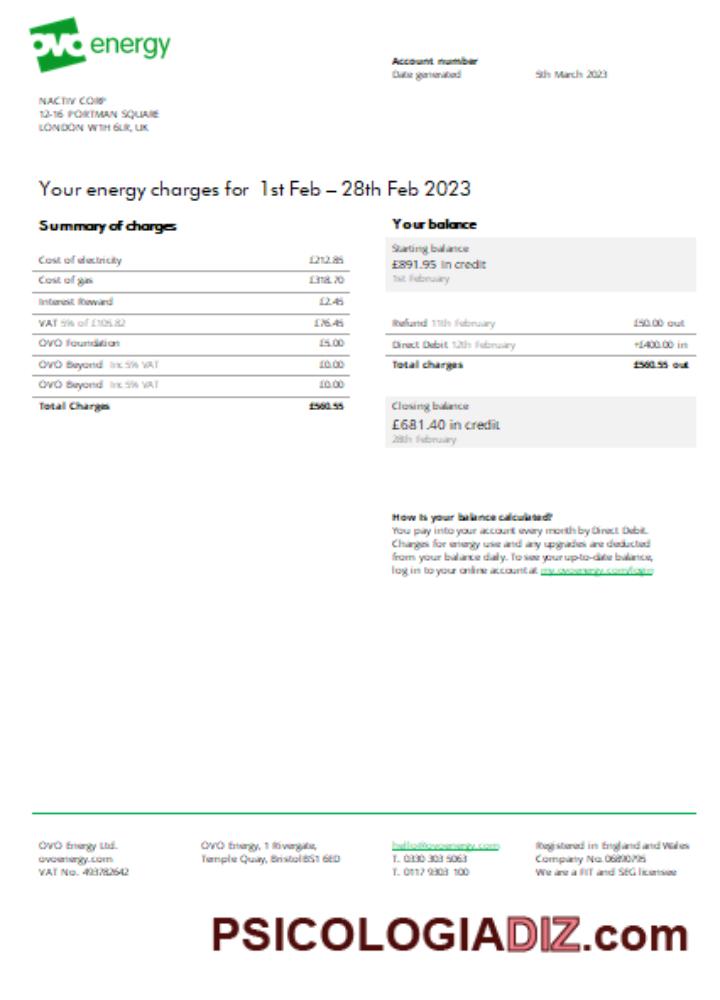 ovo energy
Account number
Date generated 5th March 2023
NACTIV CORP
12-16 PORTMAN SQUARE
LONDON W1H 6LR, UK
Your energy charges for 1st Feb – 28th Feb 2023
Summary of charges
Cost of electricity £212.85
Cost of gas £318.70
Interest Reward £2.45
VAT 5% of £105.82 £76.45
OVO Foundation £5.00
OVO Beyond Inc.5% VAT £0.00
OVO Beyond Inc.5% VAT £0.00
Total Charges £560.55
Your balance
Starting balance
£891.95 in credit
1st February
Refund 11th February £50.00 out
Direct Debit 12th February +£400.00 in
Total charges £560.55 out
Closing balance
£681.40 in credit
28th February
How is your balance calculated?
You pay into your account every month by Direct Debit.
Charges for energy use and any upgrades are deducted
from your balance daily. To see your up-to-date balance,
log in to your online account at my.ovoenergy.com/login
OVO Energy Ltd.
ovoenergy.com
VAT No. 493782642
OVO Energy, 1 Rivergate,
Temple Quay, Bristol BS1 6ED
hello@ovoenergy.com
T. 0330 303 5063
T. 0117 9303 100
Registered in England and Wales
Company No. 06890795
We are a FIT and SEG licensee
PSICOLOGIADIZ.com